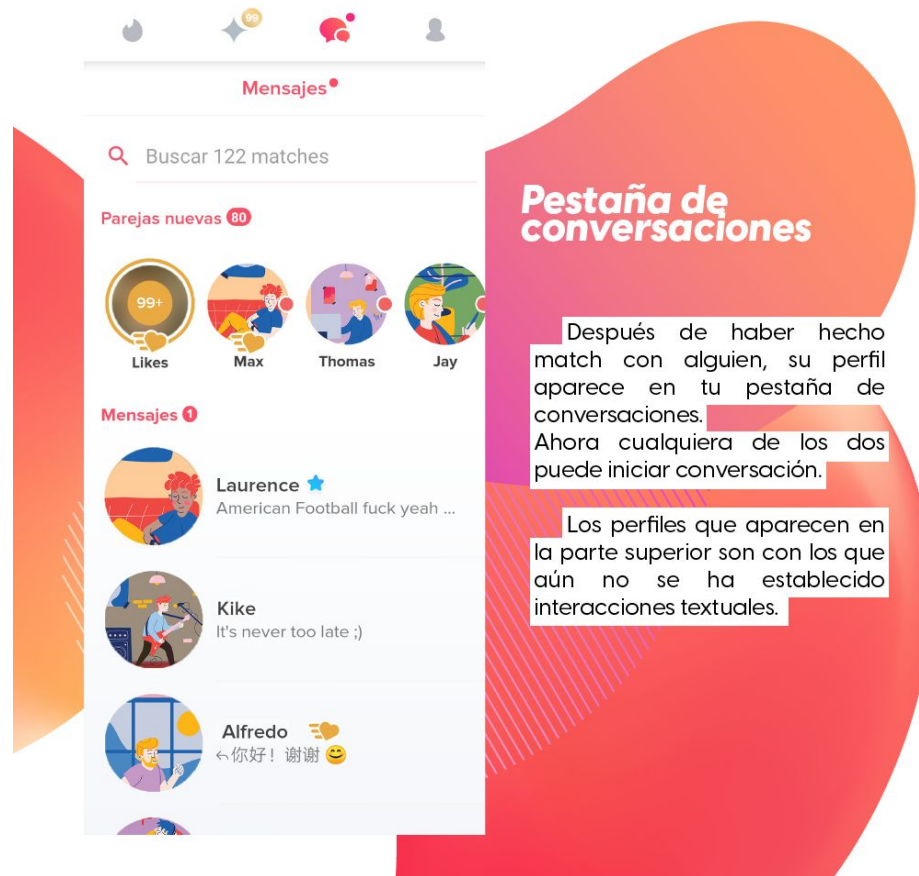 99
Mensajes
Buscar 122 matches
Parejas nuevas 80
99+
Likes
Max
Thomas
Jay
Mensajes 1
Laurence
American Football fuck yeah ...
Kike
It's never too late ;)
Alfredo
你好！谢谢 😊
Pestaña de
conversaciones
Después de haber hecho
match con alguien, su perfil
aparece en tu pestaña de
conversaciones.
Ahora cualquiera de los dos
puede iniciar conversación.
Los perfiles que aparecen en
la parte superior son con los que
aún no se ha establecido
interacciones textuales.